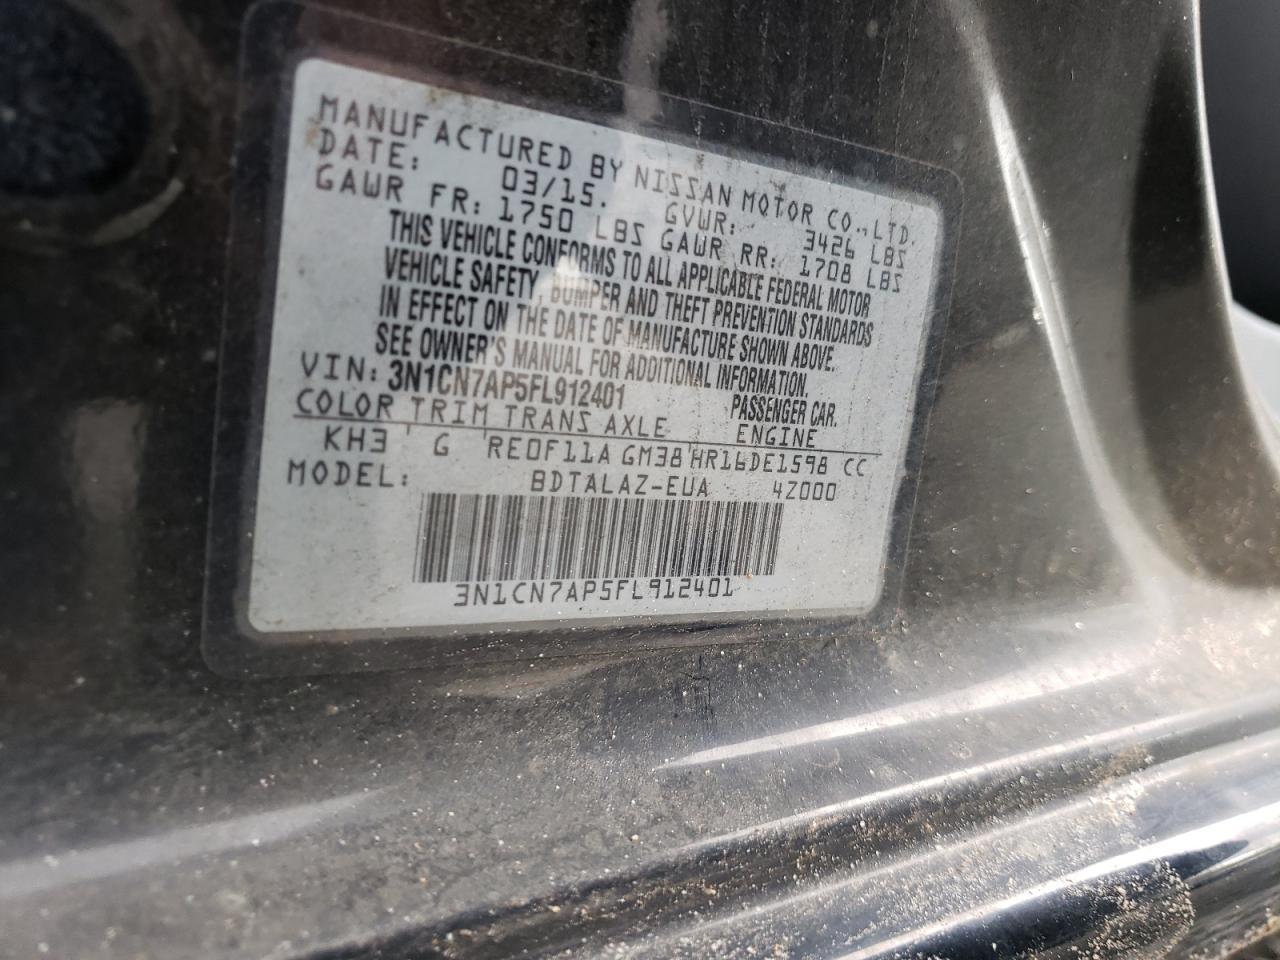 MANUFACTURED BY NISSAN MOTOR CO.,LTD.
DATE: 03/15. GVWR: 3426 LBS
GAWR FR: 1750 LBS GAWR RR: 1708 LBS
THIS VEHICLE CONFORMS TO ALL APPLICABLE FEDERAL MOTOR
VEHICLE SAFETY, BUMPER AND THEFT PREVENTION STANDARDS
IN EFFECT ON THE DATE OF MANUFACTURE SHOWN ABOVE.
SEE OWNER'S MANUAL FOR ADDITIONAL INFORMATION.
VIN: 3N1CN7AP5FL912401 PASSENGER CAR.
COLOR TRIM TRANS AXLE ENGINE
KH3 G RE0F11A GM38 HR16DE1598 CC
MODEL: BDTALAZ-EUA 4Z000
3N1CN7AP5FL912401